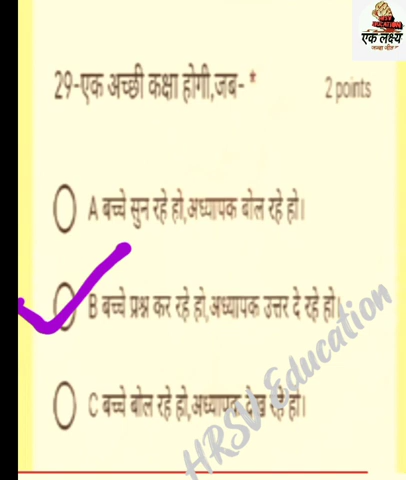 एक लक्ष्य
29-एक अच्छी कक्षा होगी,जब- *
2 points
A बच्चे सुन रहे हो,अध्यापक बोल रहे हो।
B बच्चे प्रश्न कर रहे हो,अध्यापक उत्तर दे रहे हो।
C बच्चे बोल रहे हो,अध्यापक देख रहे हो।
HRSV Education